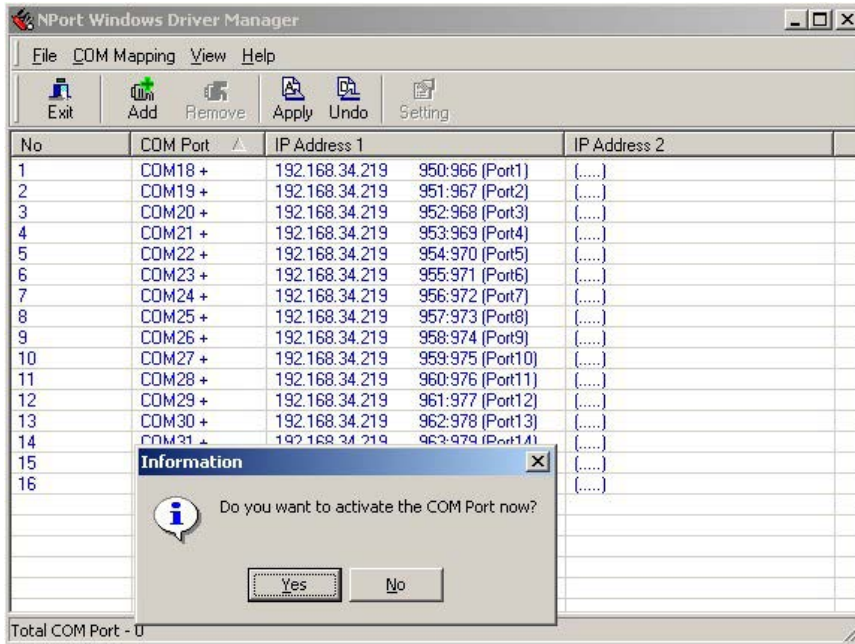 NPort Windows Driver Manager
File COM Mapping View Help
Exit Add Remove Apply Undo Setting
No COM Port IP Address 1 IP Address 2
1 COM18 + 192.168.34.219 950:966 (Port1) (.....)
2 COM19 + 192.168.34.219 951:967 (Port2) (.....)
3 COM20 + 192.168.34.219 952:968 (Port3) (.....)
4 COM21 + 192.168.34.219 953:969 (Port4) (.....)
5 COM22 + 192.168.34.219 954:970 (Port5) (.....)
6 COM23 + 192.168.34.219 955:971 (Port6) (.....)
7 COM24 + 192.168.34.219 956:972 (Port7) (.....)
8 COM25 + 192.168.34.219 957:973 (Port8) (.....)
9 COM26 + 192.168.34.219 958:974 (Port9) (.....)
10 COM27 + 192.168.34.219 959:975 (Port10) (.....)
11 COM28 + 192.168.34.219 960:976 (Port11) (.....)
12 COM29 + 192.168.34.219 961:977 (Port12) (.....)
13 COM30 + 192.168.34.219 962:978 (Port13) (.....)
14 COM31 + 192.168.34.219 963:979 (Port14) (.....)
15 (.....)
16 (.....)
Information
Do you want to activate the COM Port now?
Yes No
Total COM Port - 0